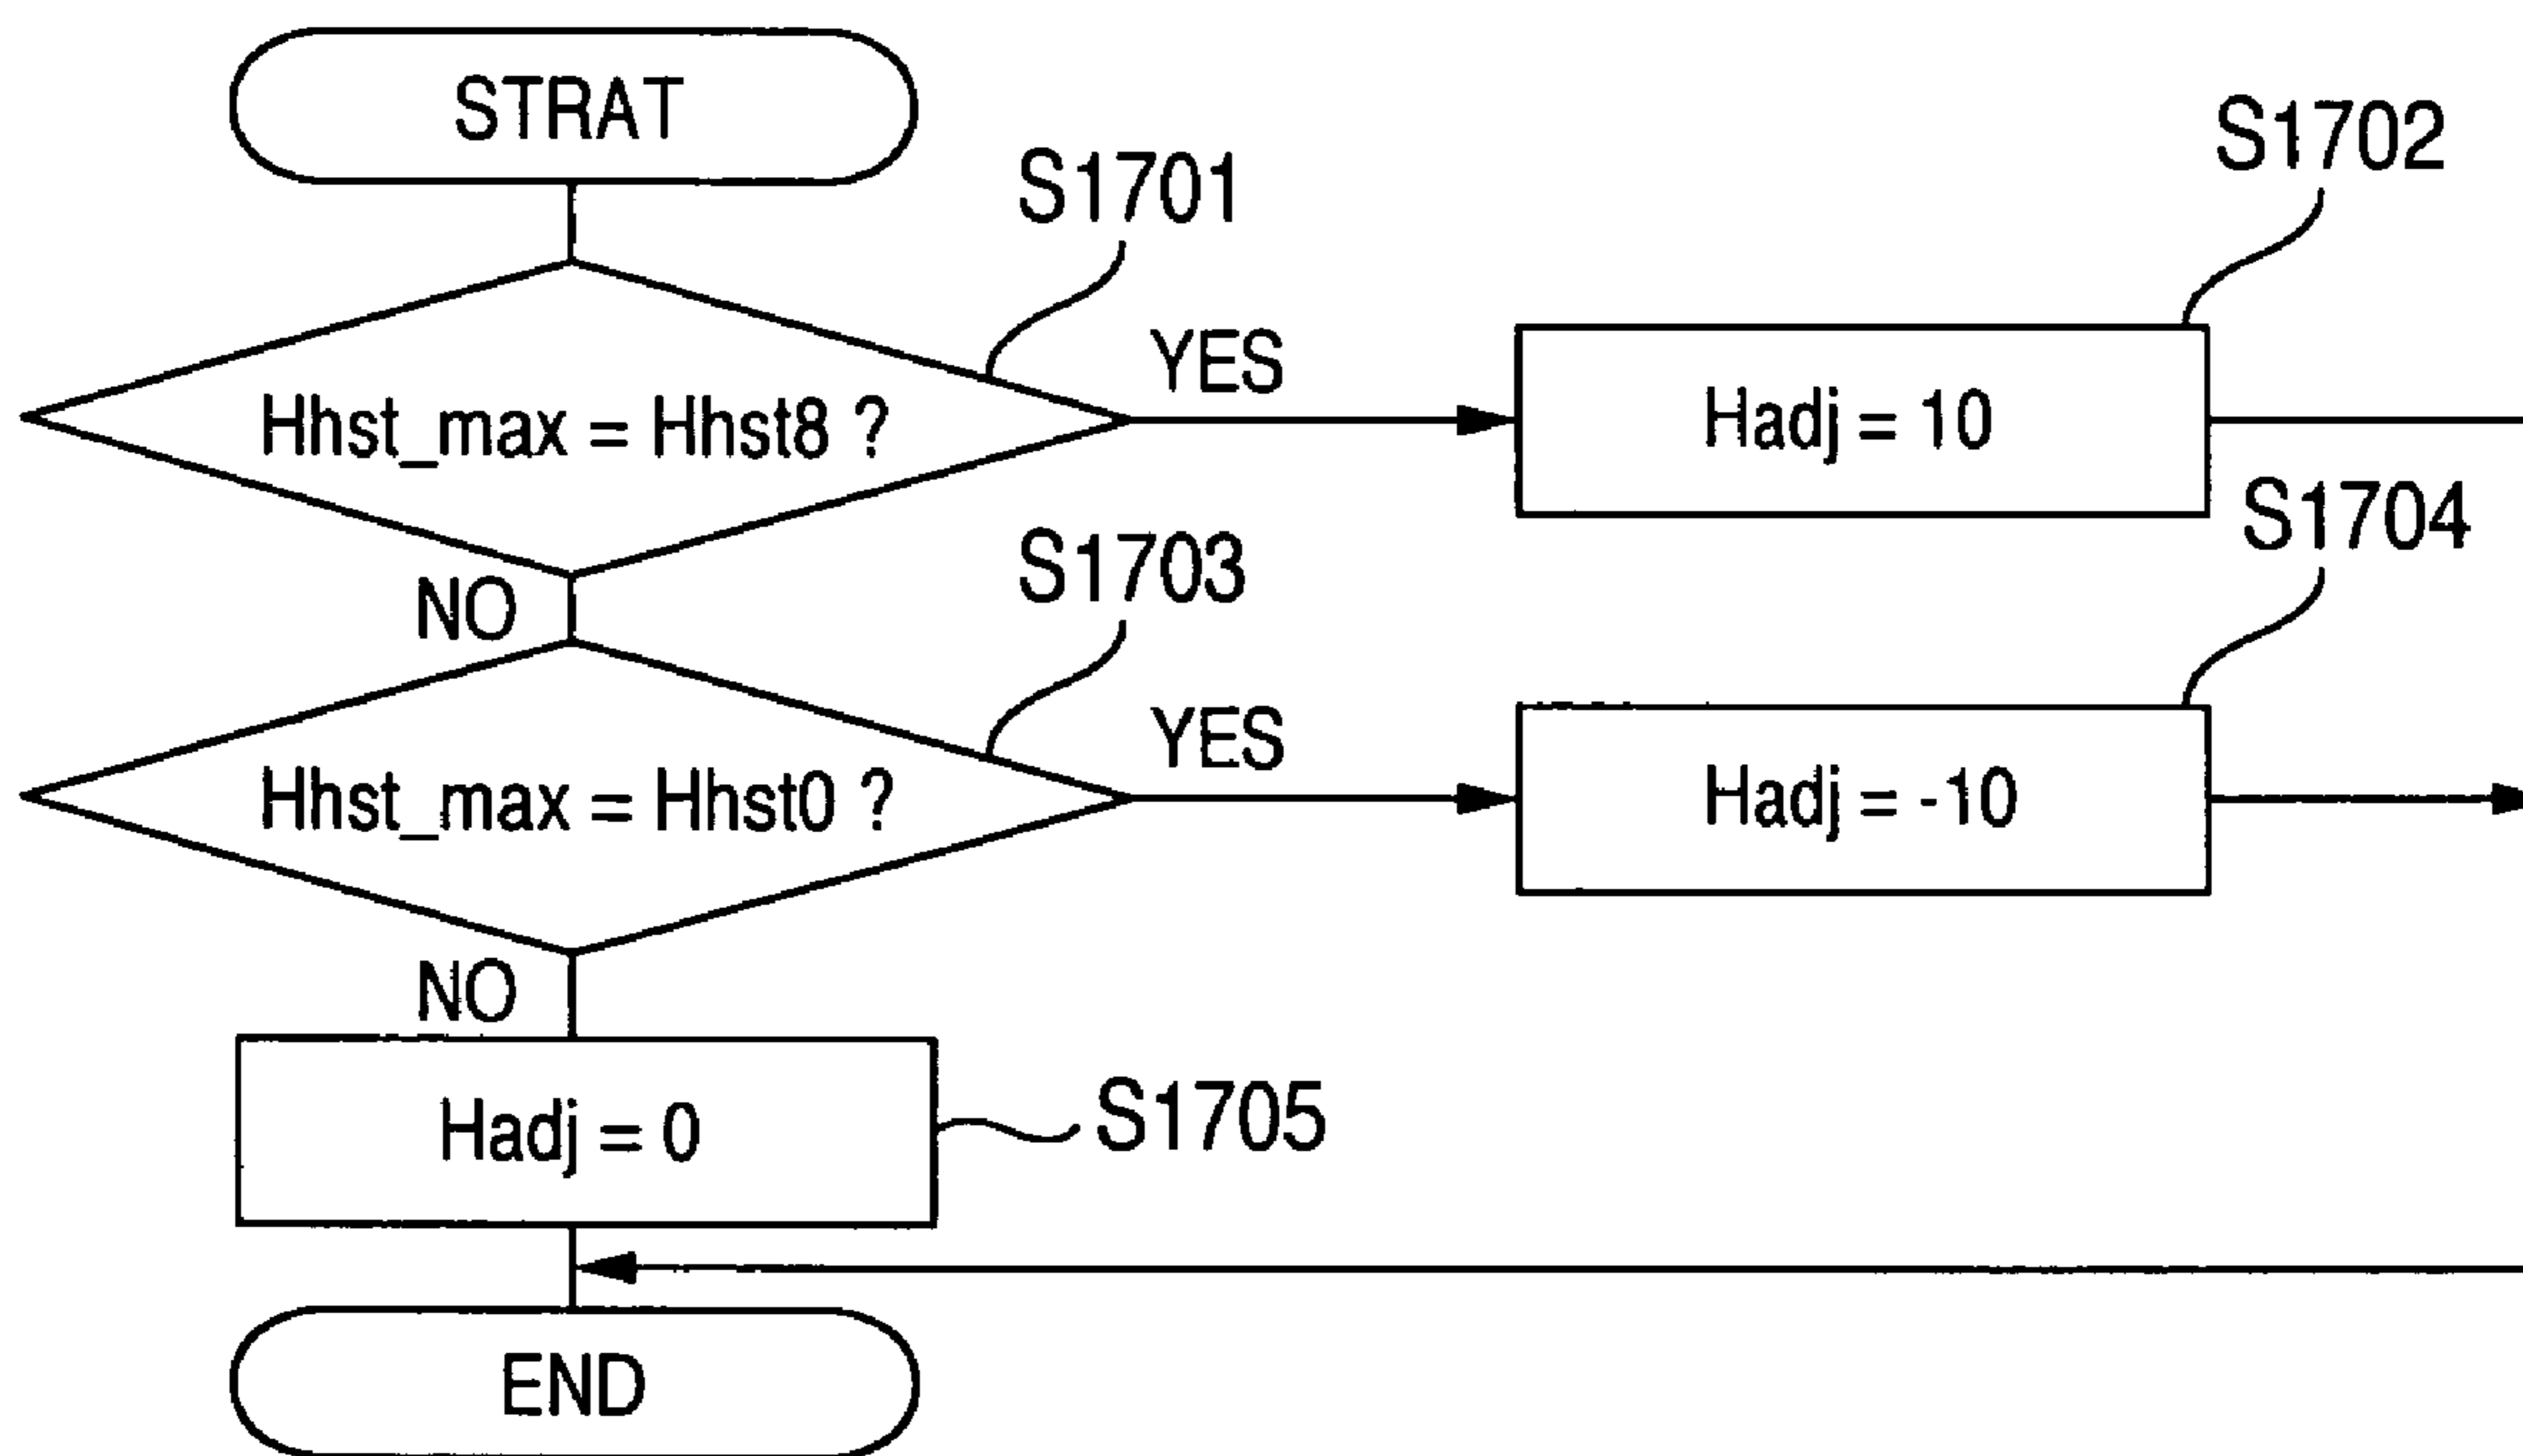 STRAT
S1701
S1702
Hhst_max = Hhst8 ?
YES
Hadj = 10
NO
S1703
S1704
Hhst_max = Hhst0 ?
YES
Hadj = -10
NO
Hadj = 0
S1705
END